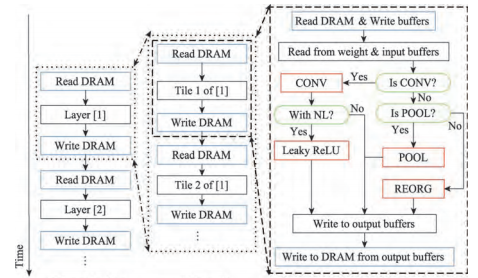 Time
Read DRAM
Layer [1]
Write DRAM
Read DRAM
Layer [2]
Write DRAM
⋮
Read DRAM
Tile 1 of [1]
Write DRAM
Read DRAM
Tile 2 of [1]
Write DRAM
⋮
Read DRAM & Write buffers
Read from weight & input buffers
CONV
Yes
Is CONV?
No
With NL?
No
Is POOL?
Yes
Yes
No
Leaky ReLU
POOL
REORG
Write to output buffers
Write to DRAM from output buffers